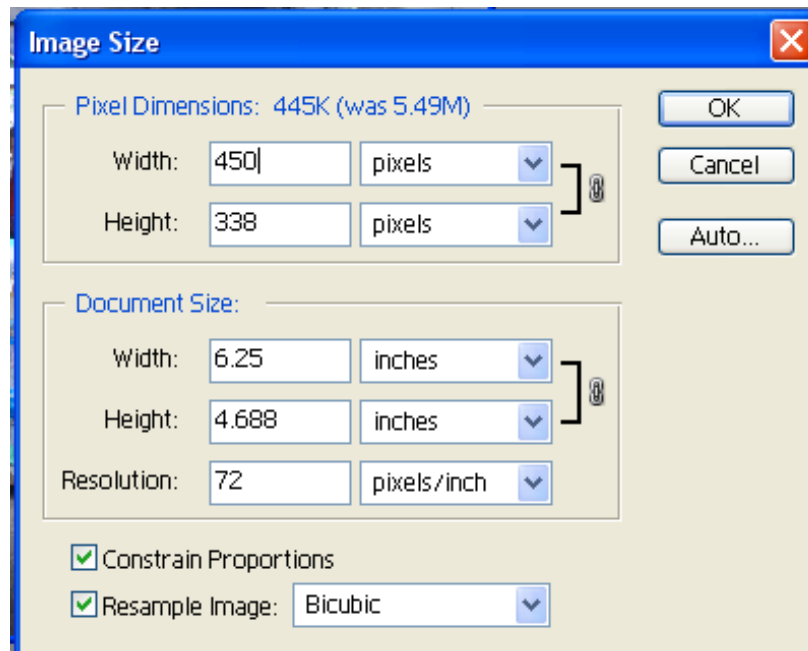 Image Size
Pixel Dimensions: 445K (was 5.49M)
OK
Width: 450 pixels
Cancel
Height: 338 pixels
Auto...
Document Size:
Width: 6.25 inches
Height: 4.688 inches
Resolution: 72 pixels/inch
Constrain Proportions
Resample Image: Bicubic